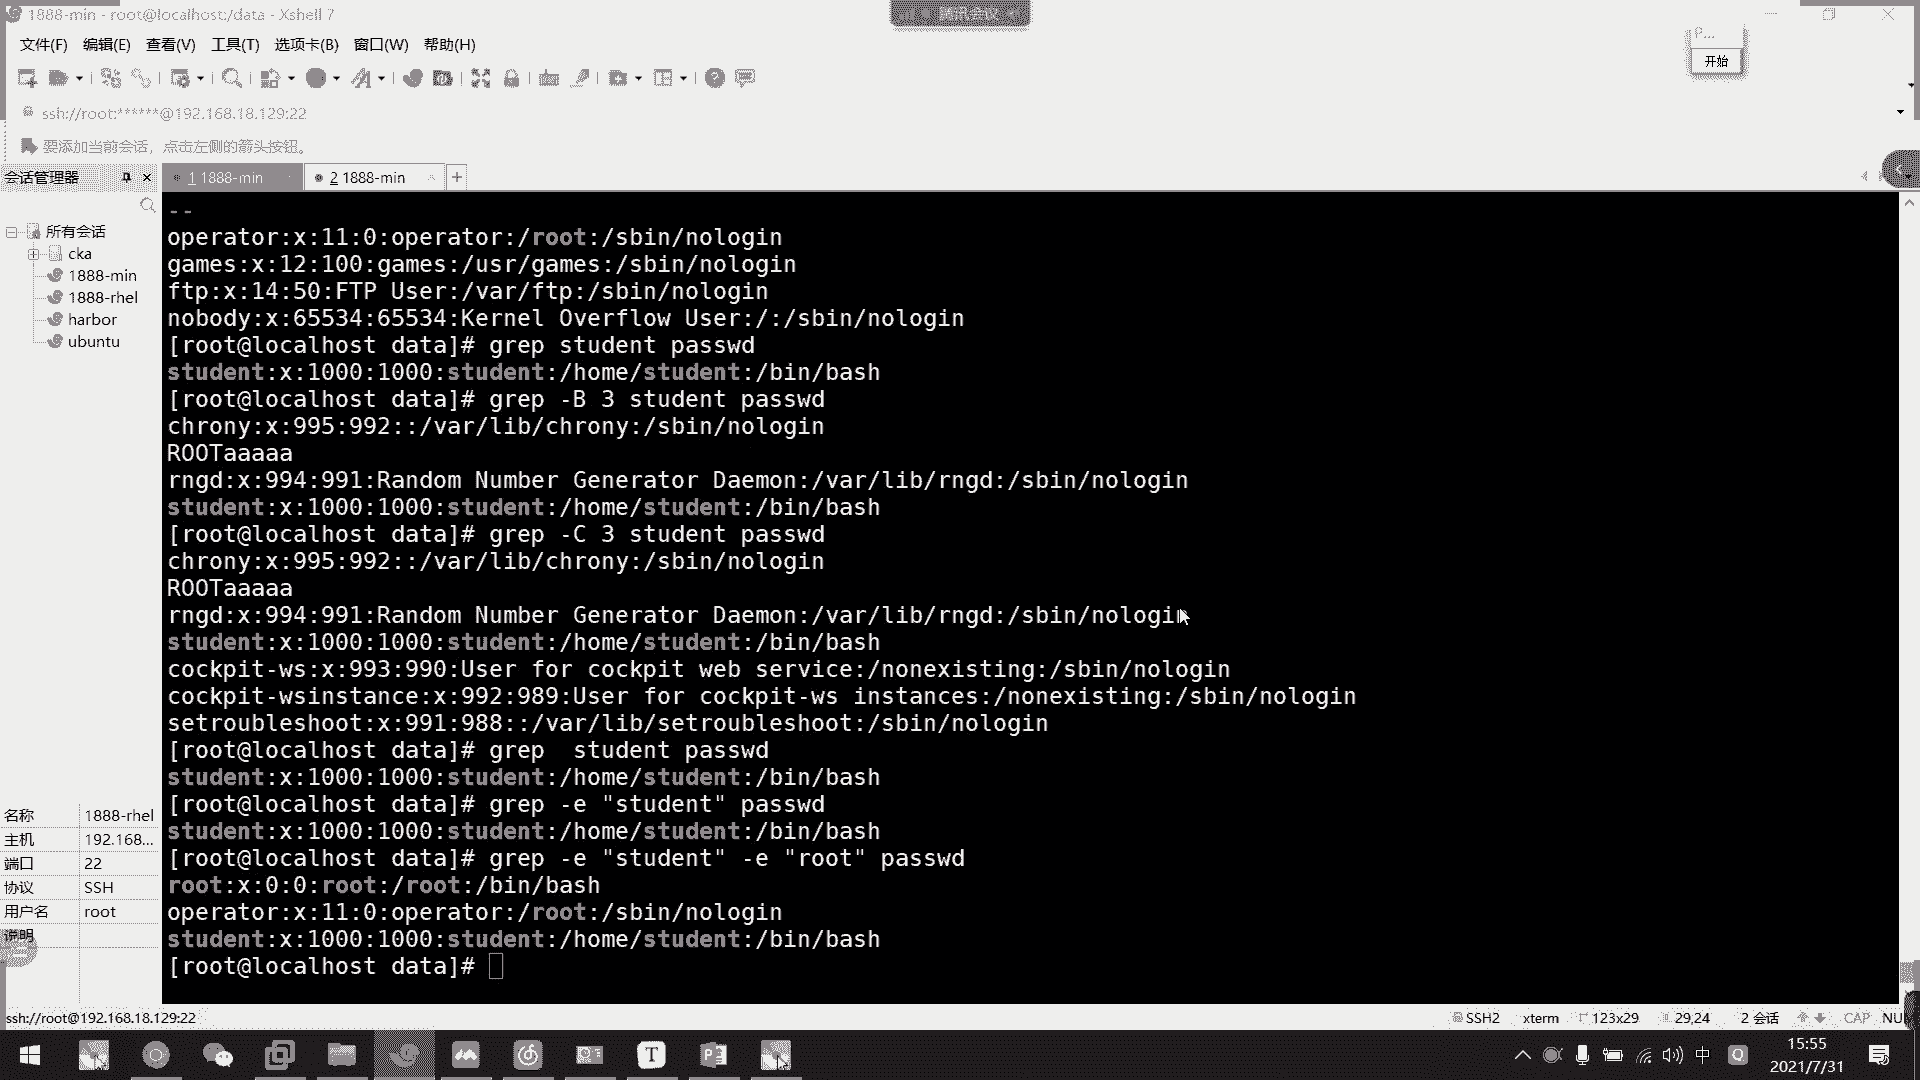 1888-min - root@localhost:/data - Xshell 7
腾讯会议
文件(F) 编辑(E) 查看(V) 工具(T) 选项卡(B) 窗口(W) 帮助(H)
P...
开始
ssh://root:******@192.168.18.129:22
要添加当前会话，点击左侧的箭头按钮。
会话管理器
1 1888-min
2 1888-min
所有会话
cka
1888-min
1888-rhel
harbor
ubuntu
--
operator:x:11:0:operator:/root:/sbin/nologin
games:x:12:100:games:/usr/games:/sbin/nologin
ftp:x:14:50:FTP User:/var/ftp:/sbin/nologin
nobody:x:65534:65534:Kernel Overflow User:/:/sbin/nologin
[root@localhost data]# grep student passwd
student:x:1000:1000:student:/home/student:/bin/bash
[root@localhost data]# grep -B 3 student passwd
chrony:x:995:992::/var/lib/chrony:/sbin/nologin
ROOTaaaaa
rngd:x:994:991:Random Number Generator Daemon:/var/lib/rngd:/sbin/nologin
student:x:1000:1000:student:/home/student:/bin/bash
[root@localhost data]# grep -C 3 student passwd
chrony:x:995:992::/var/lib/chrony:/sbin/nologin
ROOTaaaaa
rngd:x:994:991:Random Number Generator Daemon:/var/lib/rngd:/sbin/nologin
student:x:1000:1000:student:/home/student:/bin/bash
cockpit-ws:x:993:990:User for cockpit web service:/nonexisting:/sbin/nologin
cockpit-wsinstance:x:992:989:User for cockpit-ws instances:/nonexisting:/sbin/nologin
setroubleshoot:x:991:988::/var/lib/setroubleshoot:/sbin/nologin
[root@localhost data]# grep  student passwd
student:x:1000:1000:student:/home/student:/bin/bash
[root@localhost data]# grep -e "student" passwd
student:x:1000:1000:student:/home/student:/bin/bash
[root@localhost data]# grep -e "student" -e "root" passwd
root:x:0:0:root:/root:/bin/bash
operator:x:11:0:operator:/root:/sbin/nologin
student:x:1000:1000:student:/home/student:/bin/bash
[root@localhost data]#
名称 1888-rhel
主机 192.168...
端口 22
协议 SSH
用户名 root
说明
ssh://root@192.168.18.129:22
SSH2 xterm 123x29 29,24 2 会话 CAP NUM
中
15:55
2021/7/31